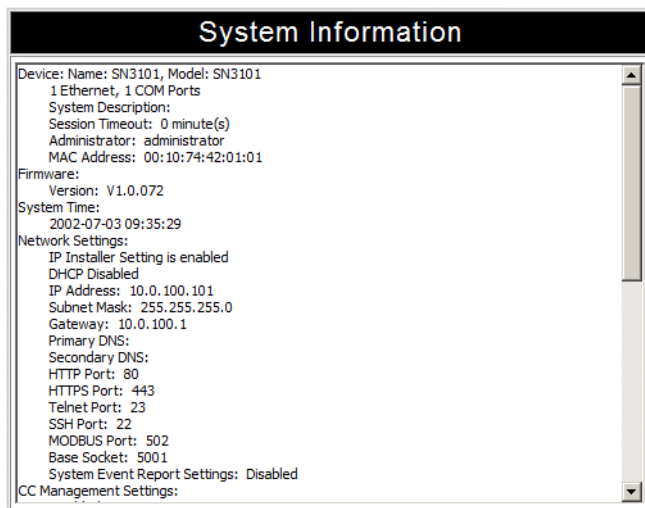 System Information
Device: Name: SN3101, Model: SN3101
1 Ethernet, 1 COM Ports
System Description:
Session Timeout: 0 minute(s)
Administrator: administrator
MAC Address: 00:10:74:42:01:01
Firmware:
Version: V1.0.072
System Time:
2002-07-03 09:35:29
Network Settings:
IP Installer Setting is enabled
DHCP Disabled
IP Address: 10.0.100.101
Subnet Mask: 255.255.255.0
Gateway: 10.0.100.1
Primary DNS:
Secondary DNS:
HTTP Port: 80
HTTPS Port: 443
Telnet Port: 23
SSH Port: 22
MODBUS Port: 502
Base Socket: 5001
System Event Report Settings: Disabled
CC Management Settings: